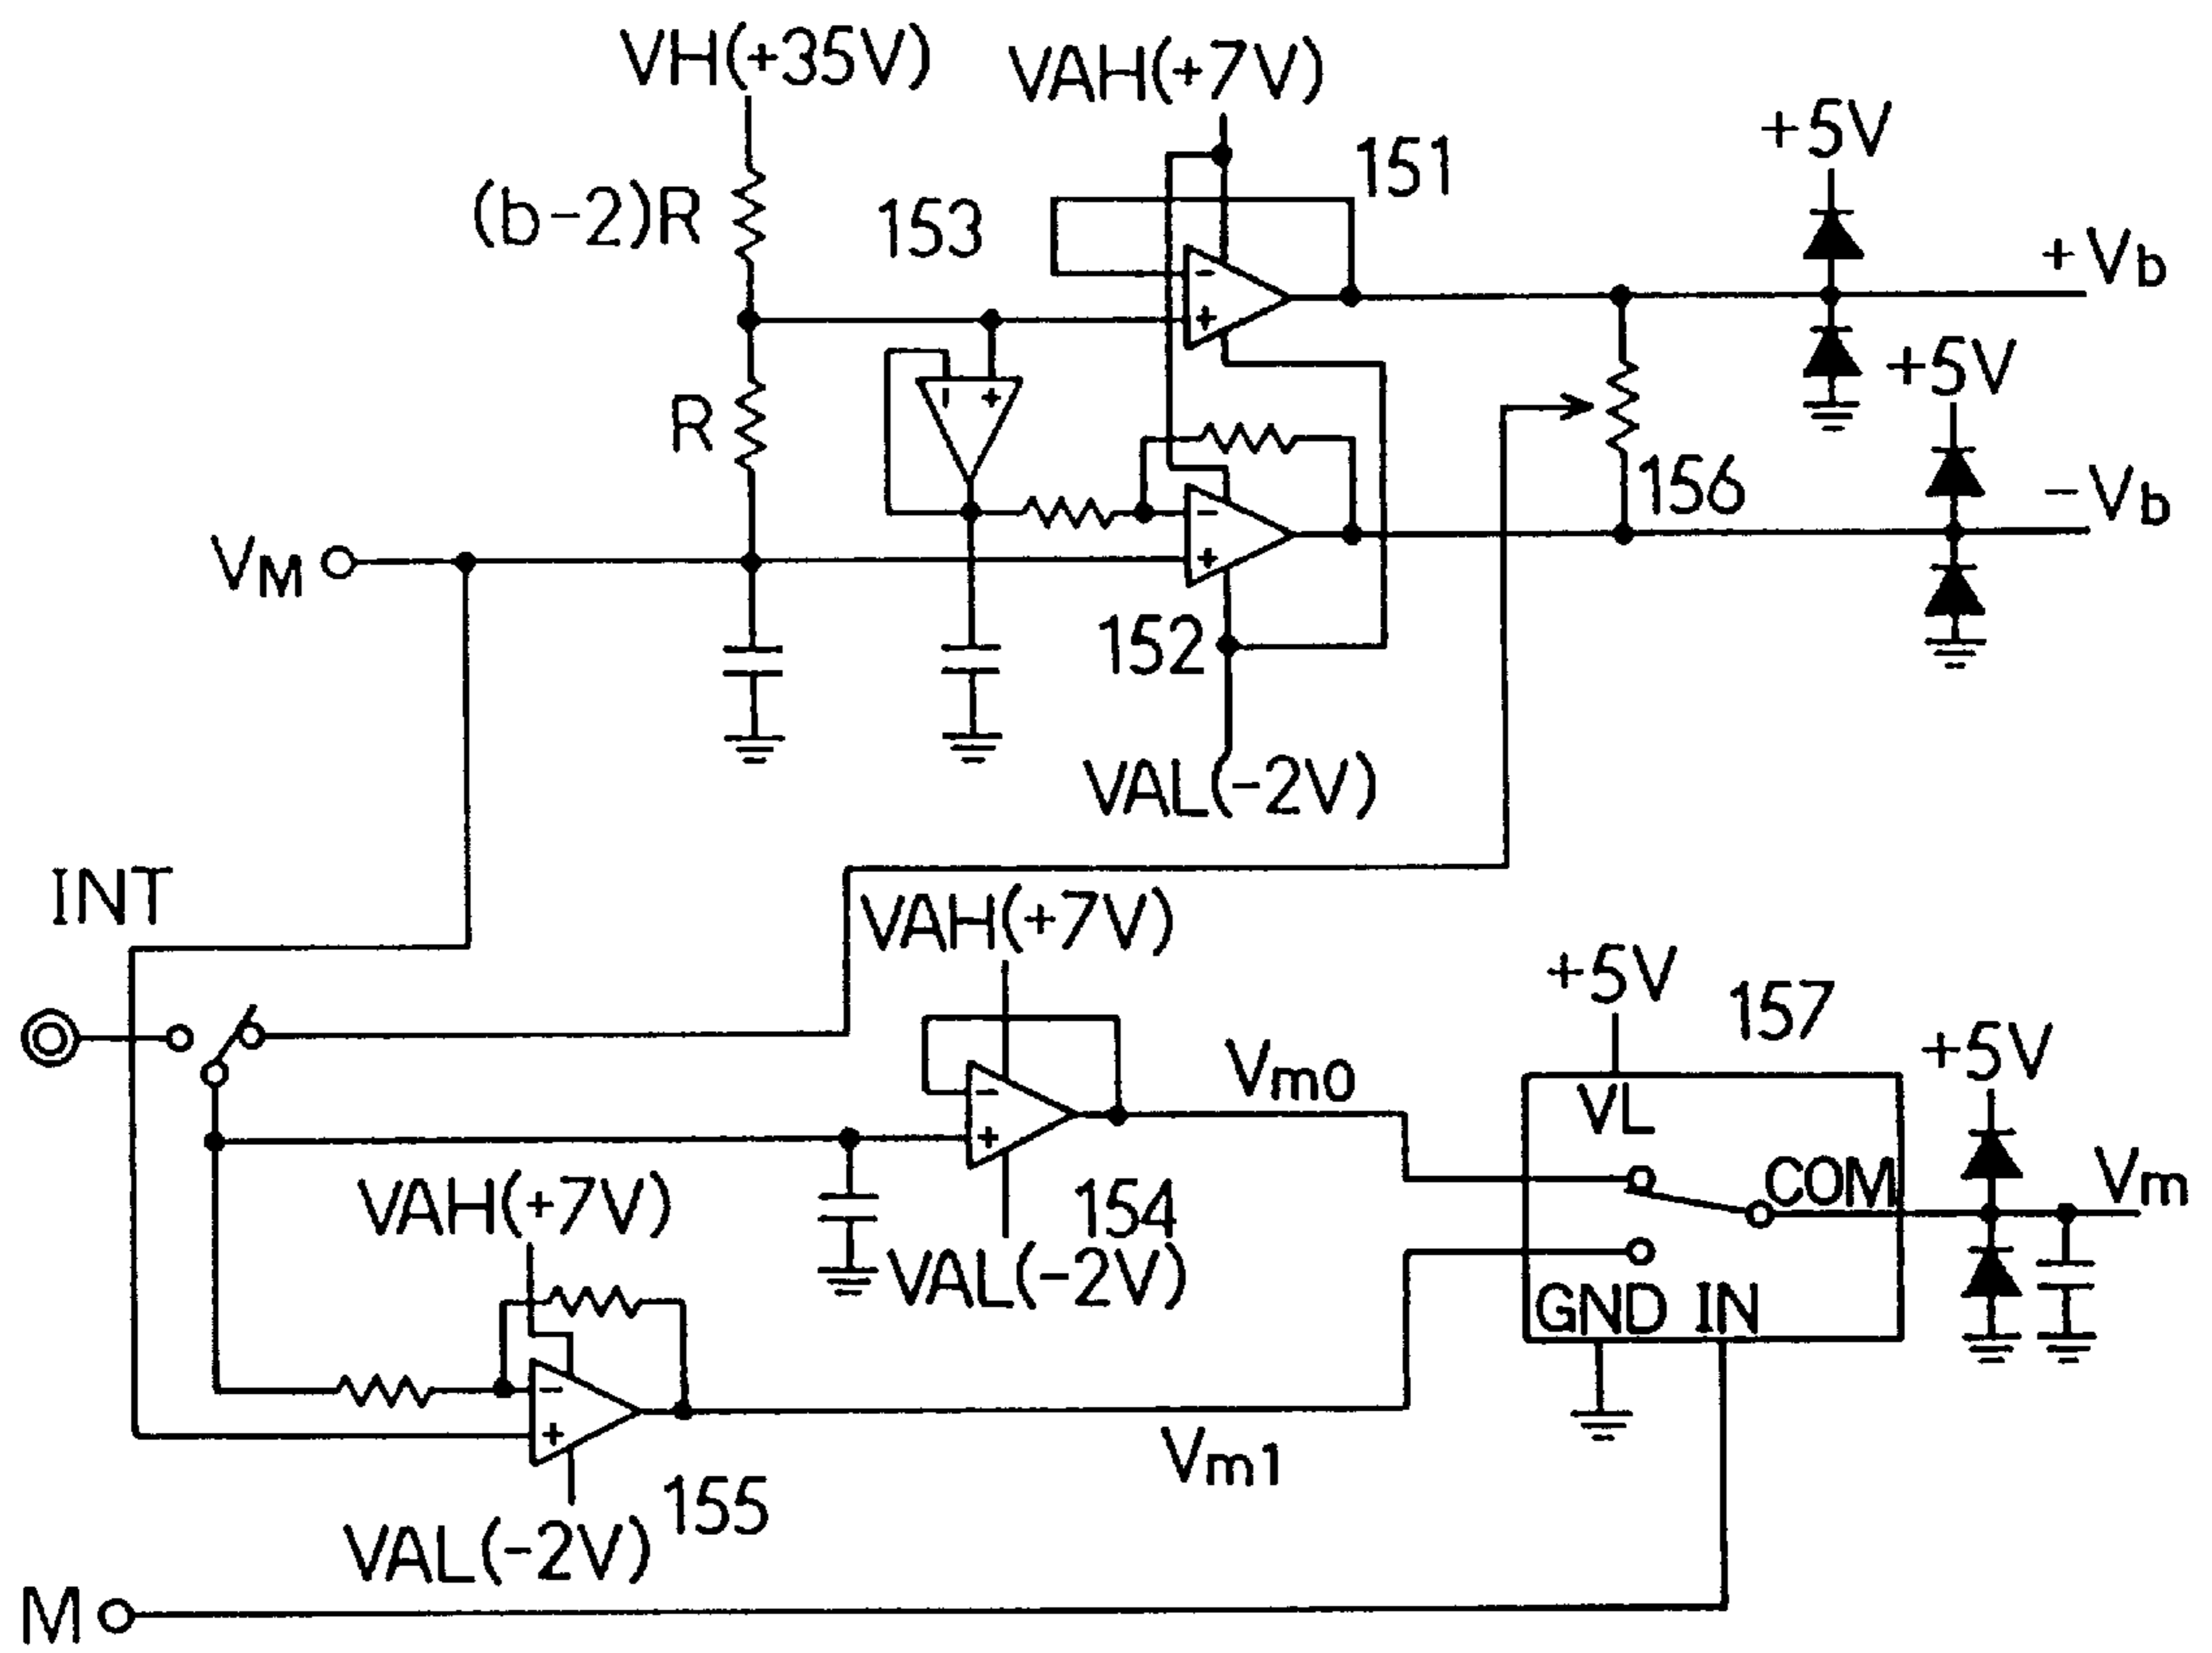 VH(+35V)
VAH(+7V)
+5V
151
(b-2)R
153
+Vb
-
+
- +
+5V
R
156
-Vb
-
+
VM
152
VAL(-2V)
INT
VAH(+7V)
+5V
157
+5V
Vm0
VL
-
+
COM
Vm
VAH(+7V)
154
VAL(-2V)
GND IN
-
+
Vm1
155
VAL(-2V)
M